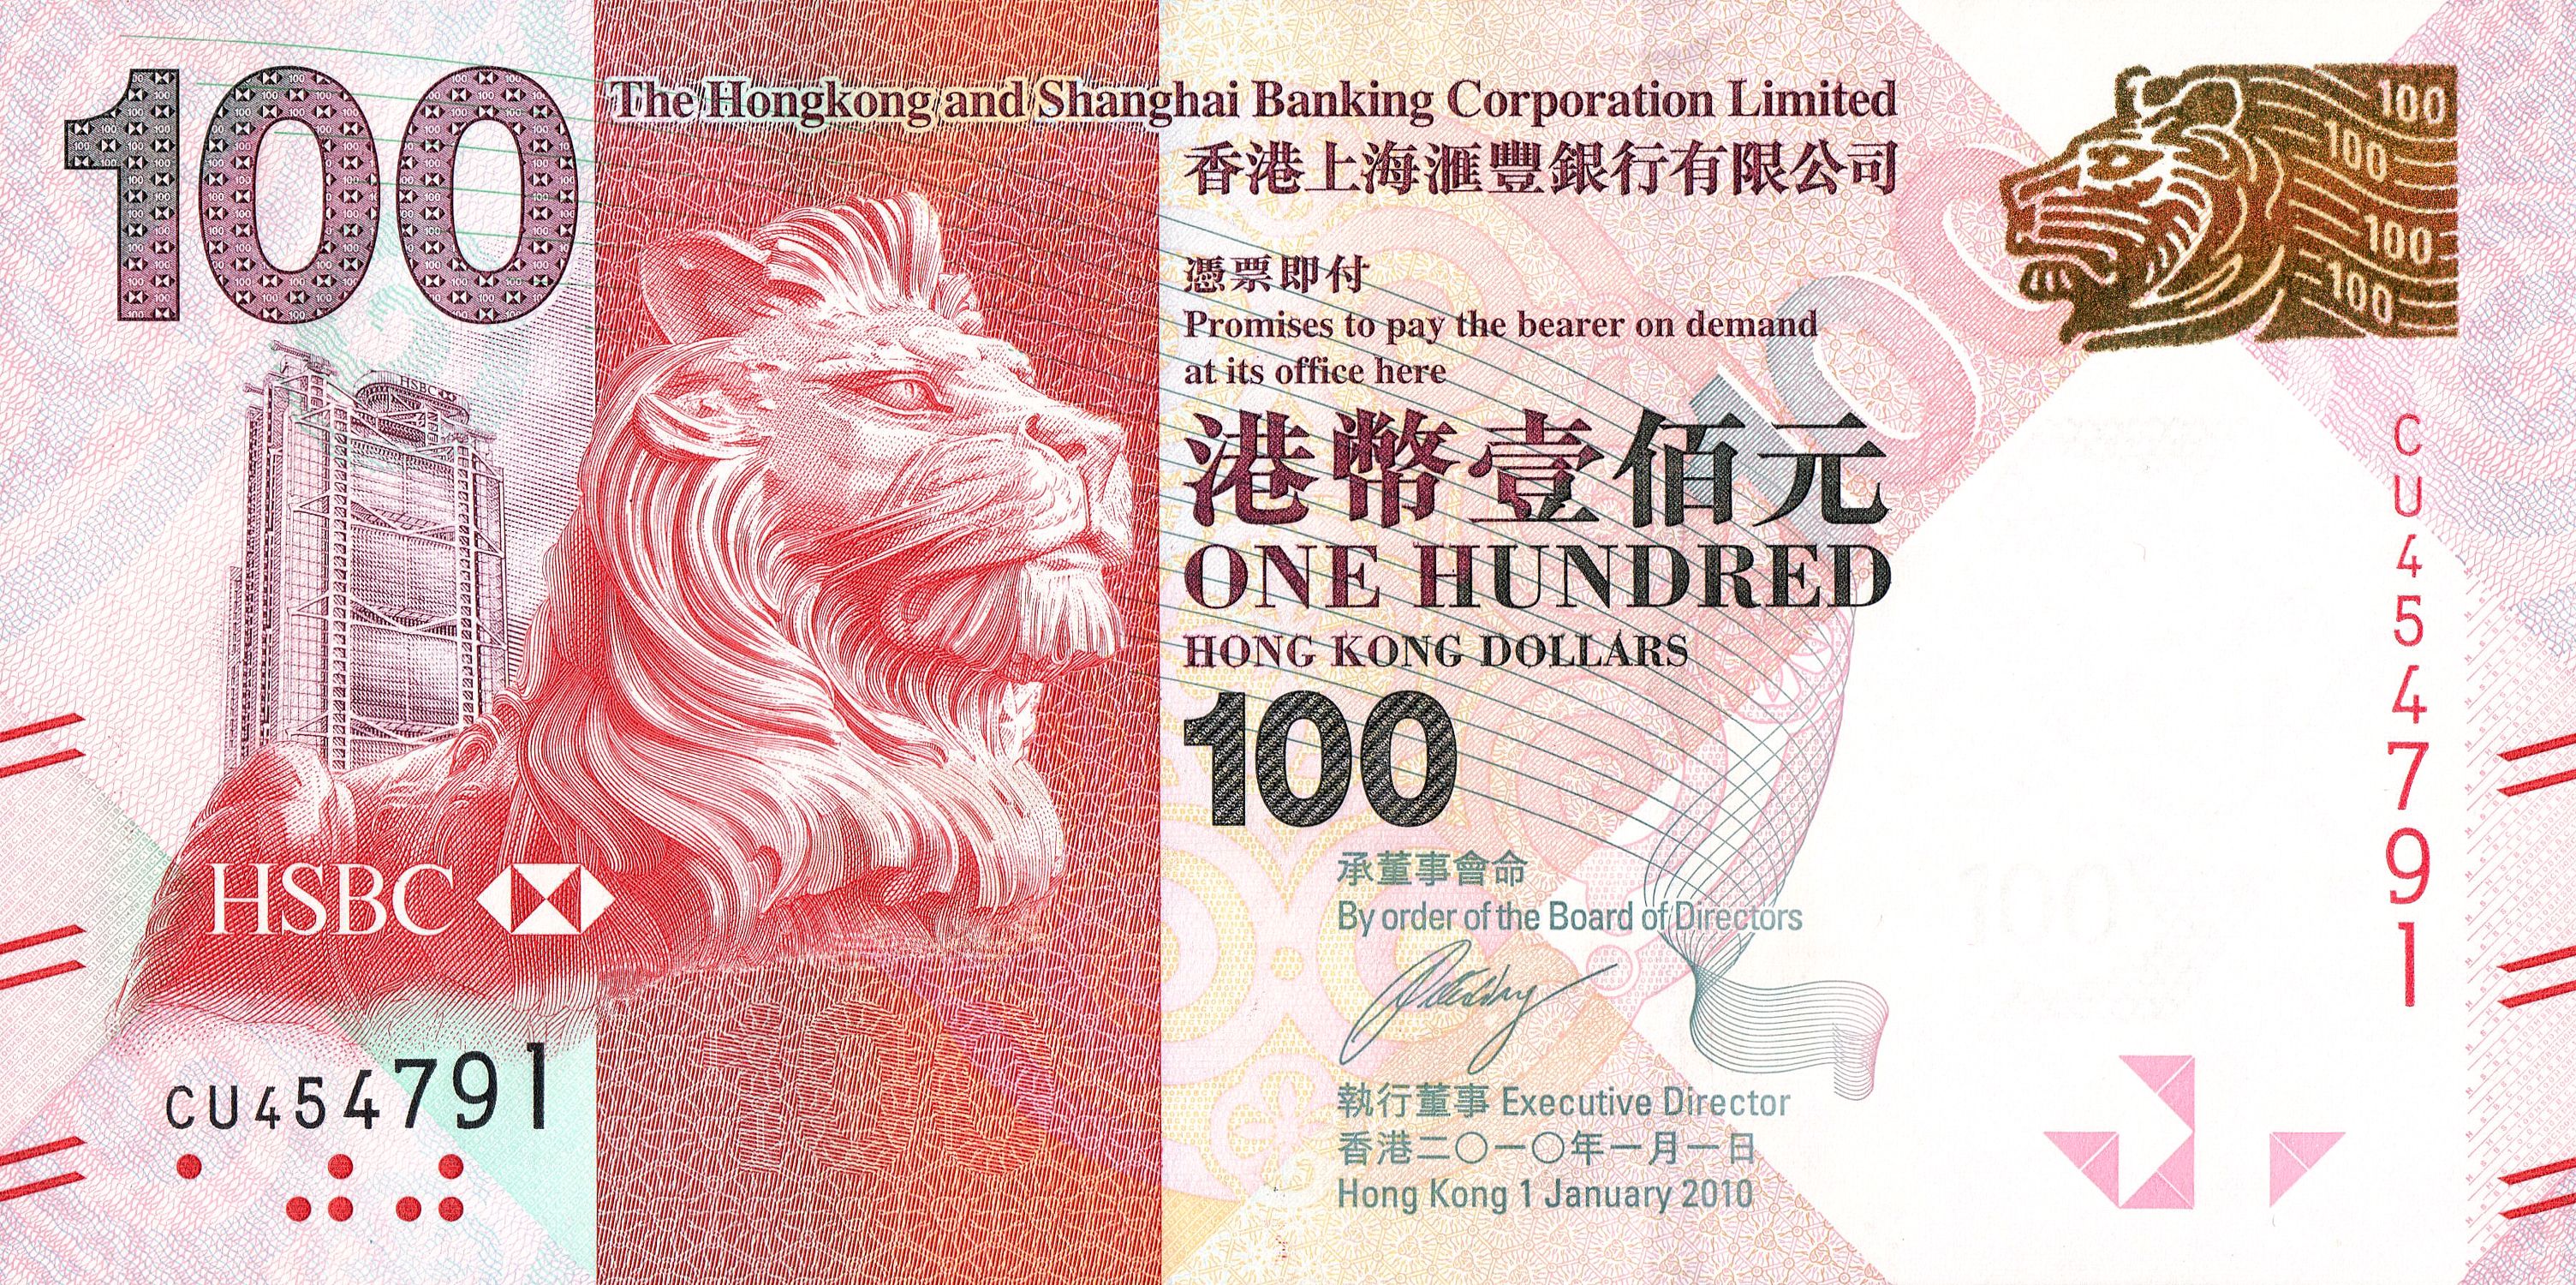 100
The Hongkong and Shanghai Banking Corporation Limited
香港上海滙豐銀行有限公司
憑票即付
Promises to pay the bearer on demand
at its office here
港幣壹佰元
ONE HUNDRED
HONG KONG DOLLARS
100
承董事會命
By order of the Board of Directors
執行董事 Executive Director
香港二〇一〇年一月一日
Hong Kong 1 January 2010
HSBC
HSBC
CU454791
100
100
100
100
100
100
CU454791
100